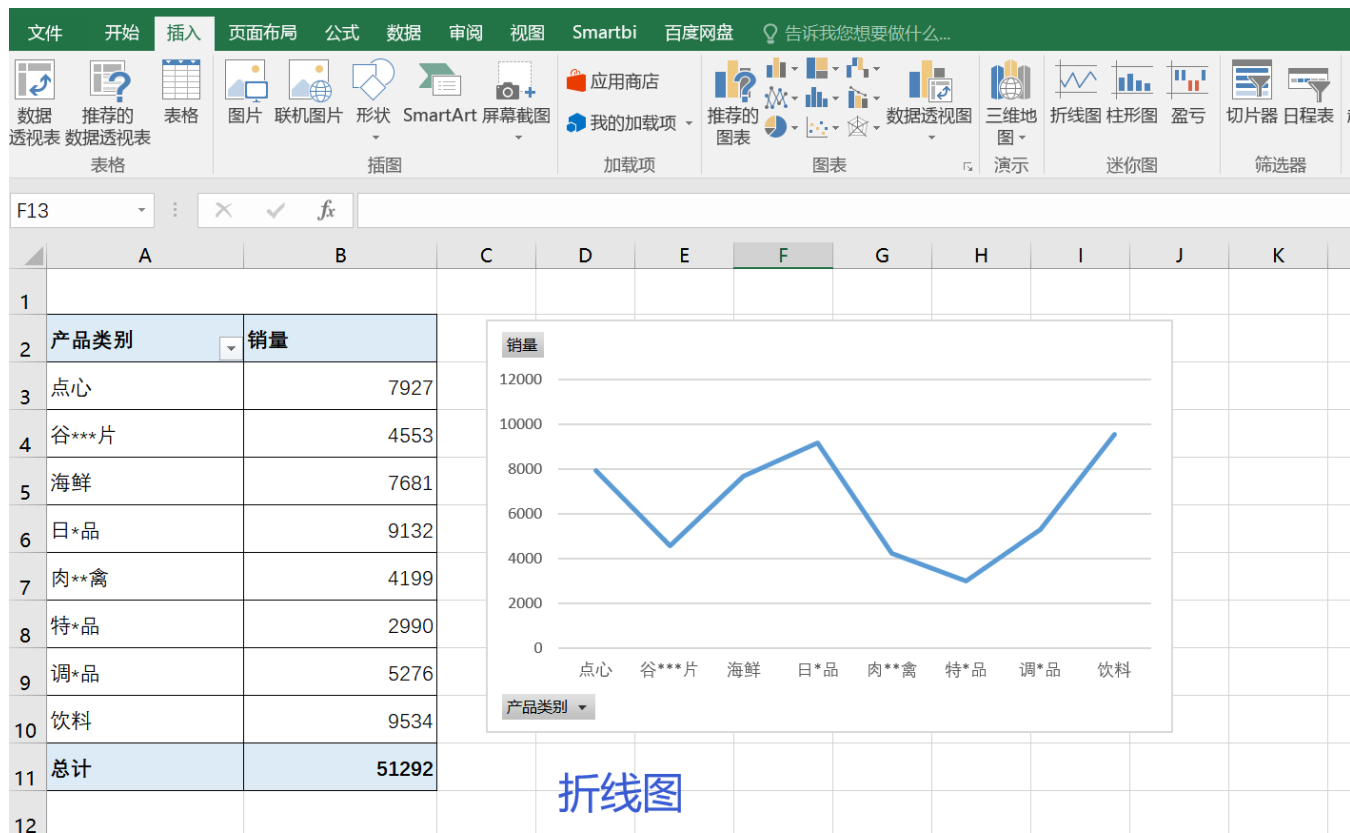 文件 开始 插入 页面布局 公式 数据 审阅 视图 Smartbi 百度网盘 告诉我您想要做什么...
数据透视表 推荐的数据透视表 表格 图片 联机图片 形状 SmartArt 屏幕截图 应用商店 我的加载项 推荐的图表 数据透视图 三维地图 折线图 柱形图 盈亏 切片器 日程表
表格 插图 加载项 图表 演示 迷你图 筛选器
F13 fx
A B C D E F G H I J K
1
2 产品类别 销量
3 点心 7927
4 谷***片 4553
5 海鲜 7681
6 日*品 9132
7 肉**禽 4199
8 特*品 2990
9 调*品 5276
10 饮料 9534
11 总计 51292
12
销量
12000
10000
8000
6000
4000
2000
0
点心 谷***片 海鲜 日*品 肉**禽 特*品 调*品 饮料
产品类别
折线图